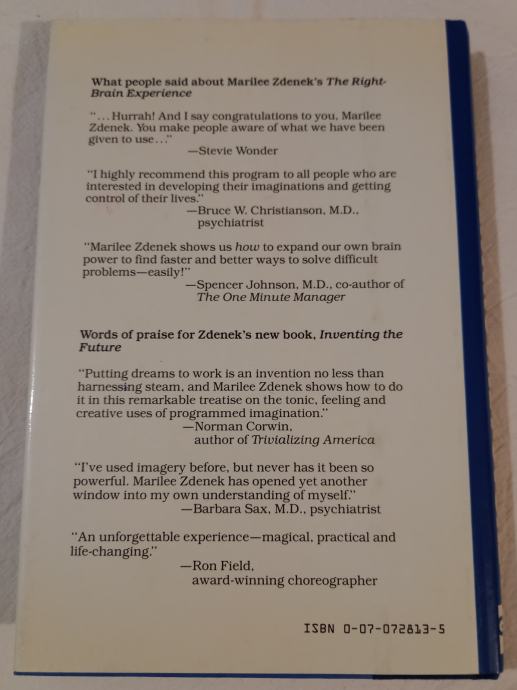 What people said about Marilee Zdenek's The Right-
Brain Experience
"...Hurrah! And I say congratulations to you, Marilee
Zdenek. You make people aware of what we have been
given to use..."
—Stevie Wonder
"I highly recommend this program to all people who are
interested in developing their imaginations and getting
control of their lives."
—Bruce W. Christianson, M.D.,
psychiatrist
"Marilee Zdenek shows us how to expand our own brain
power to find faster and better ways to solve difficult
problems—easily!"
—Spencer Johnson, M.D., co-author of
The One Minute Manager
Words of praise for Zdenek's new book, Inventing the
Future
"Putting dreams to work is an invention no less than
harnessing steam, and Marilee Zdenek shows how to do
it in this remarkable treatise on the tonic, feeling and
creative uses of programmed imagination."
—Norman Corwin,
author of Trivializing America
"I've used imagery before, but never has it been so
powerful. Marilee Zdenek has opened yet another
window into my own understanding of myself."
—Barbara Sax, M.D., psychiatrist
"An unforgettable experience—magical, practical and
life-changing."
—Ron Field,
award-winning choreographer
ISBN 0-07-072813-5